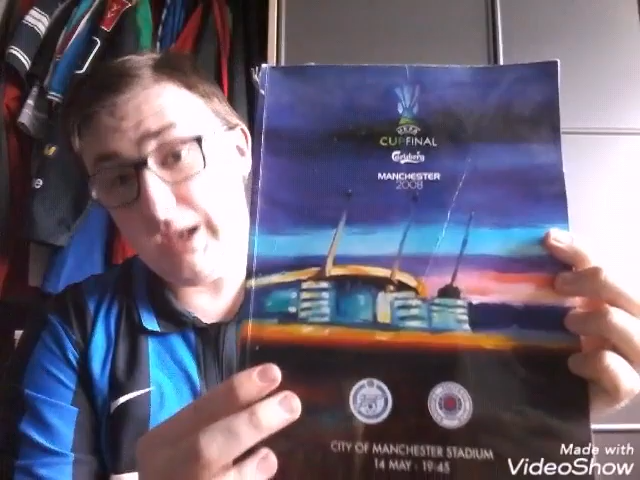 UEFA
CUP FINAL
Carlsberg
MANCHESTER
2008
CITY OF MANCHESTER STADIUM
14 MAY · 19:45
Made with
VideoShow